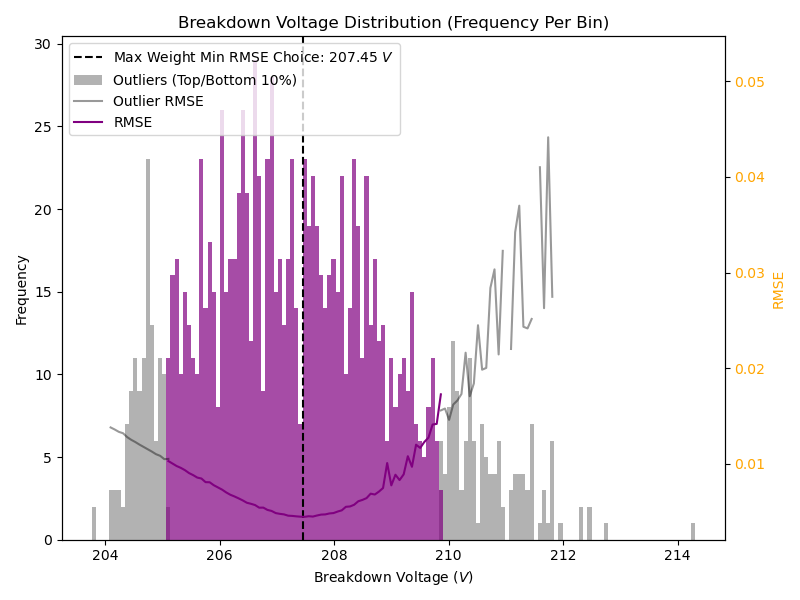 Breakdown Voltage Distribution (Frequency Per Bin)
Max Weight Min RMSE Choice: 207.45 V
Outliers (Top/Bottom 10%)
Outlier RMSE
RMSE
30
25
20
15
10
5
0
Frequency
0.05
0.04
0.03
0.02
0.01
RMSE
204 206 208 210 212 214
Breakdown Voltage (V)